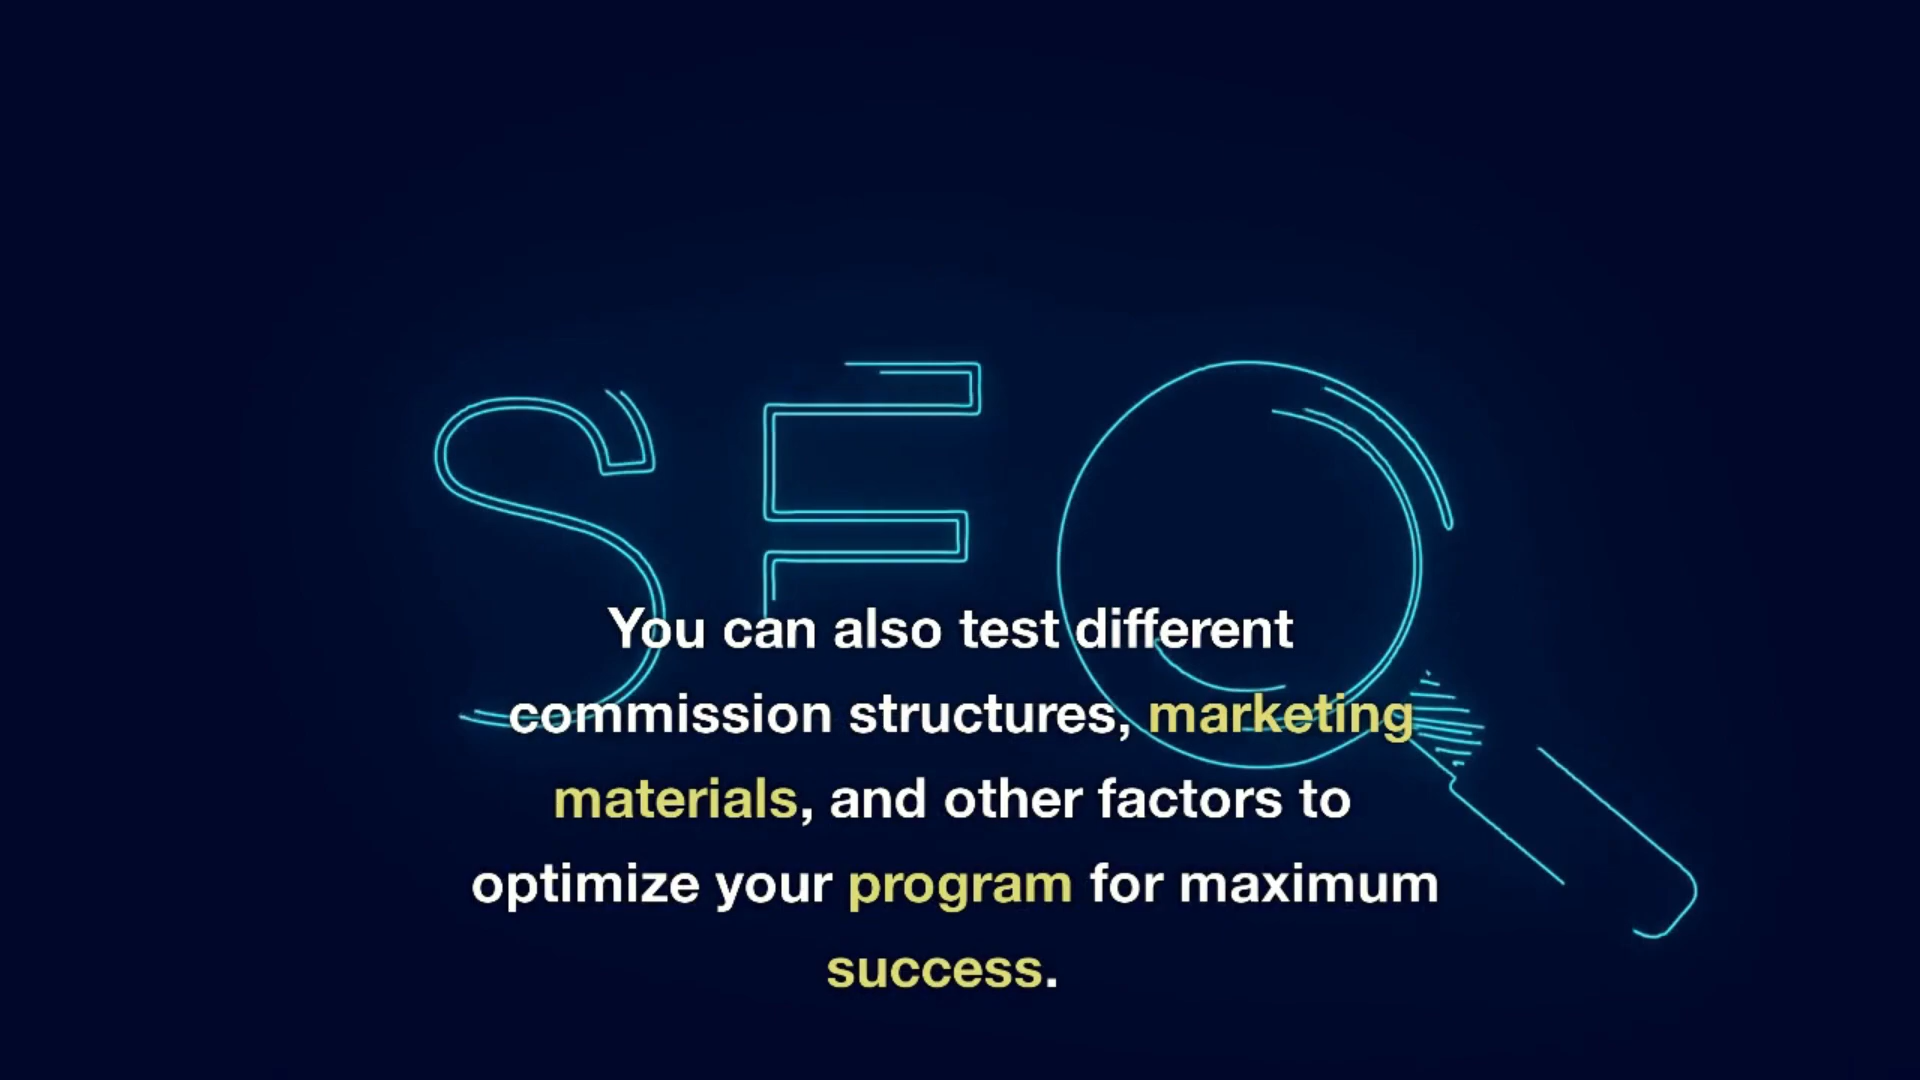 SEO
You can also test different
commission structures, marketing
materials, and other factors to
optimize your program for maximum
success.